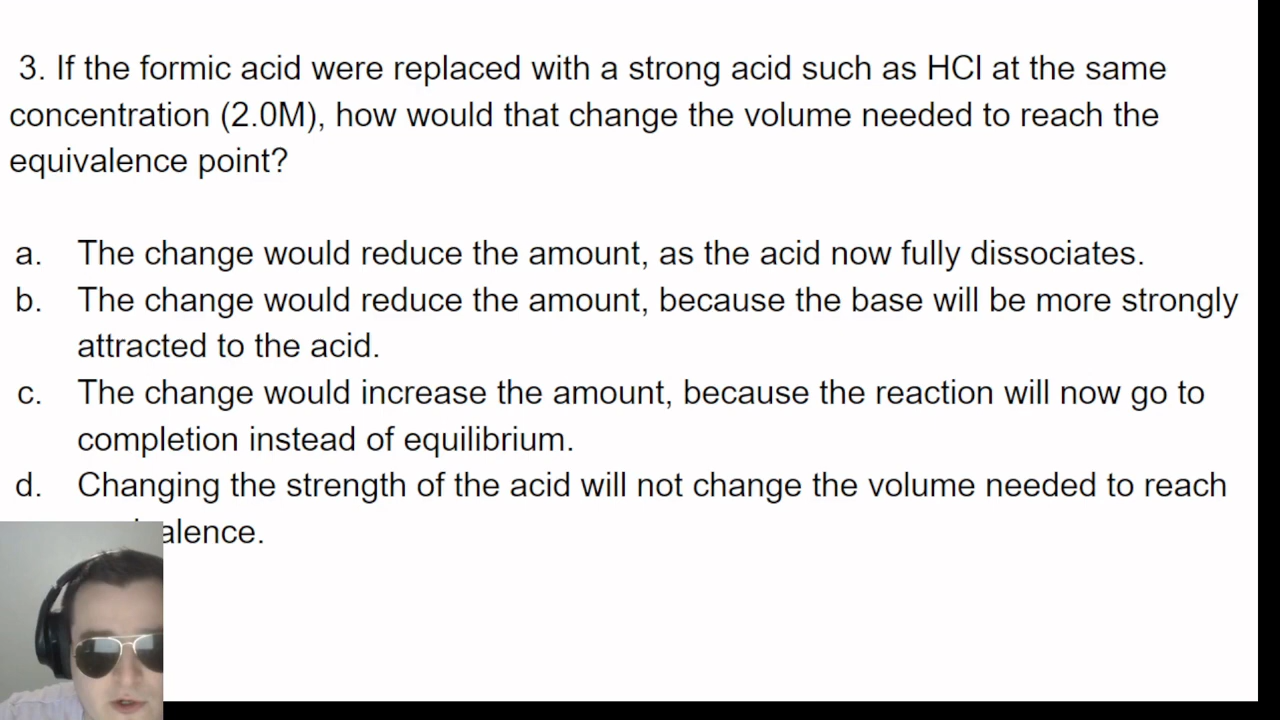 3. If the formic acid were replaced with a strong acid such as HCl at the same
concentration (2.0M), how would that change the volume needed to reach the
equivalence point?
a. The change would reduce the amount, as the acid now fully dissociates.
b. The change would reduce the amount, because the base will be more strongly
attracted to the acid.
c. The change would increase the amount, because the reaction will now go to
completion instead of equilibrium.
d. Changing the strength of the acid will not change the volume needed to reach
alence.